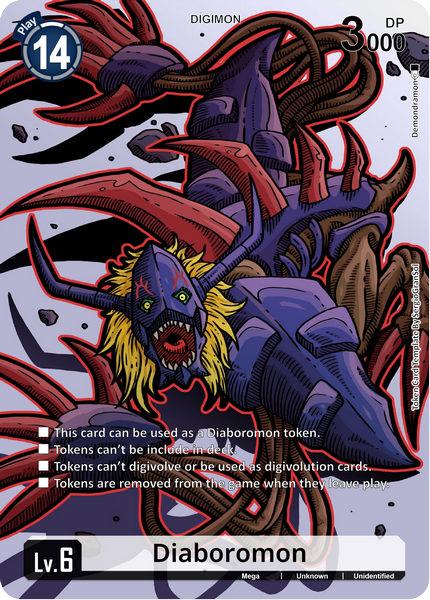 Play
14
DIGIMON
DP
3000
Demondramon
Token Card Template By SergioGranSol
■ This card can be used as a Diaboromon token.
■ Tokens can't be include in deck.
■ Tokens can't digivolve or be used as digivolution cards.
■ Tokens are removed from the game when they leave play.
Lv.6
Diaboromon
Mega | Unknown | Unidentified